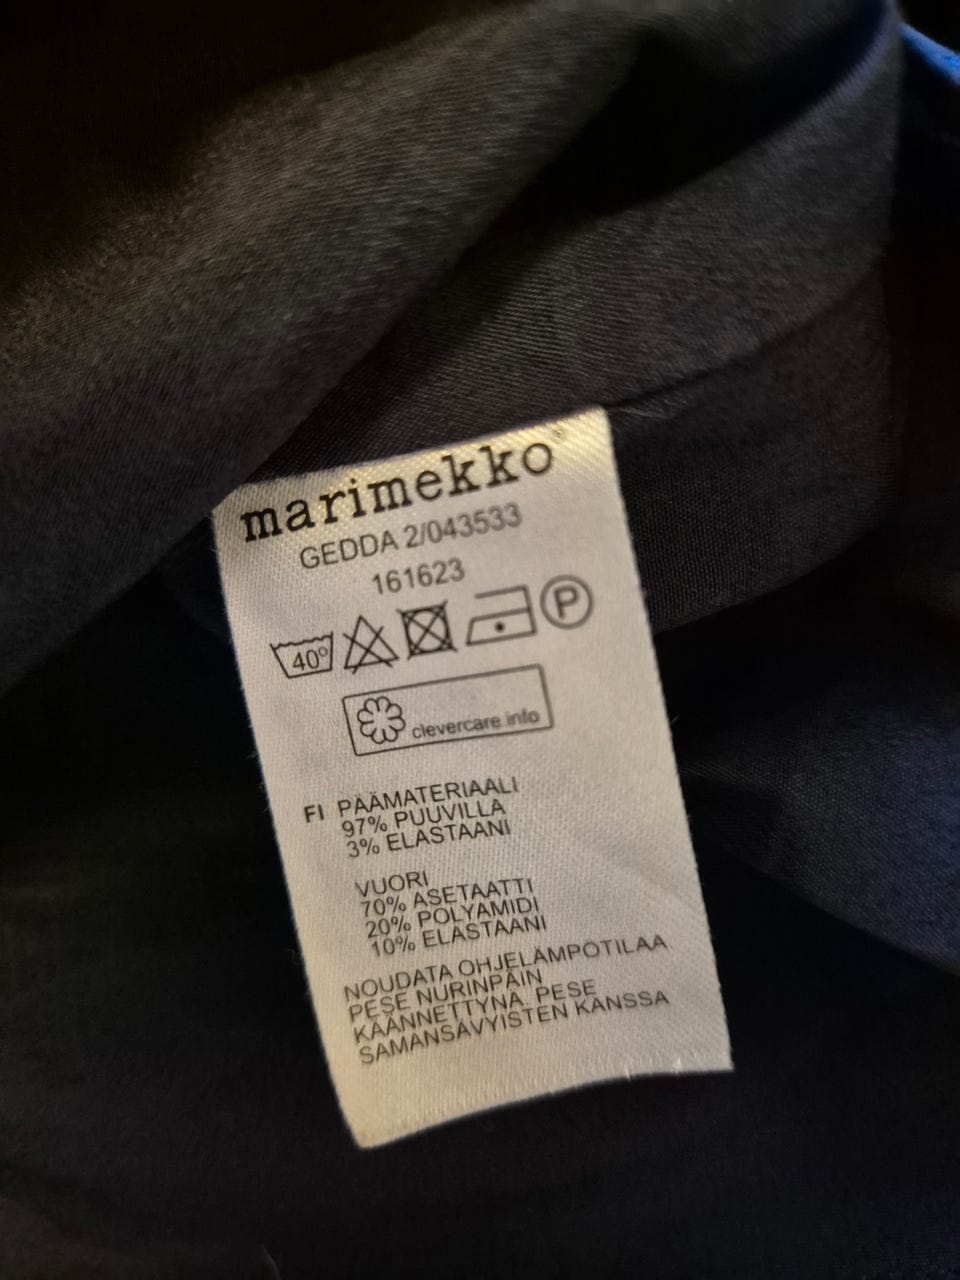 marimekko®
GEDDA 2/043533
161623
40° P
clevercare.info
FI PÄÄMATERIAALI
97% PUUVILLA
3% ELASTAANI
VUORI
70% ASETAATTI
20% POLYAMIDI
10% ELASTAANI
NOUDATA OHJELÄMPÖTILAA
PESE NURINPÄIN
KÄÄNNETTYNÄ PESE
SAMANSÄVYISTEN KANSSA